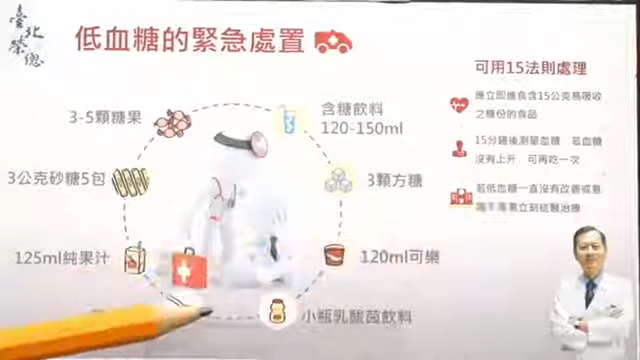 臺北榮總
低血糖的緊急處置
3-5顆糖果
含糖飲料
120-150ml
3公克砂糖5包
3顆方糖
125ml純果汁
120ml可樂
小瓶乳酸菌飲料
可用15法則處理
應立即進食含15公克易吸收
之糖份的食品
15分鐘後測量血糖 若血糖
沒有上升 可再吃一次
若低血糖一直沒有改善或意
立刻送醫治療